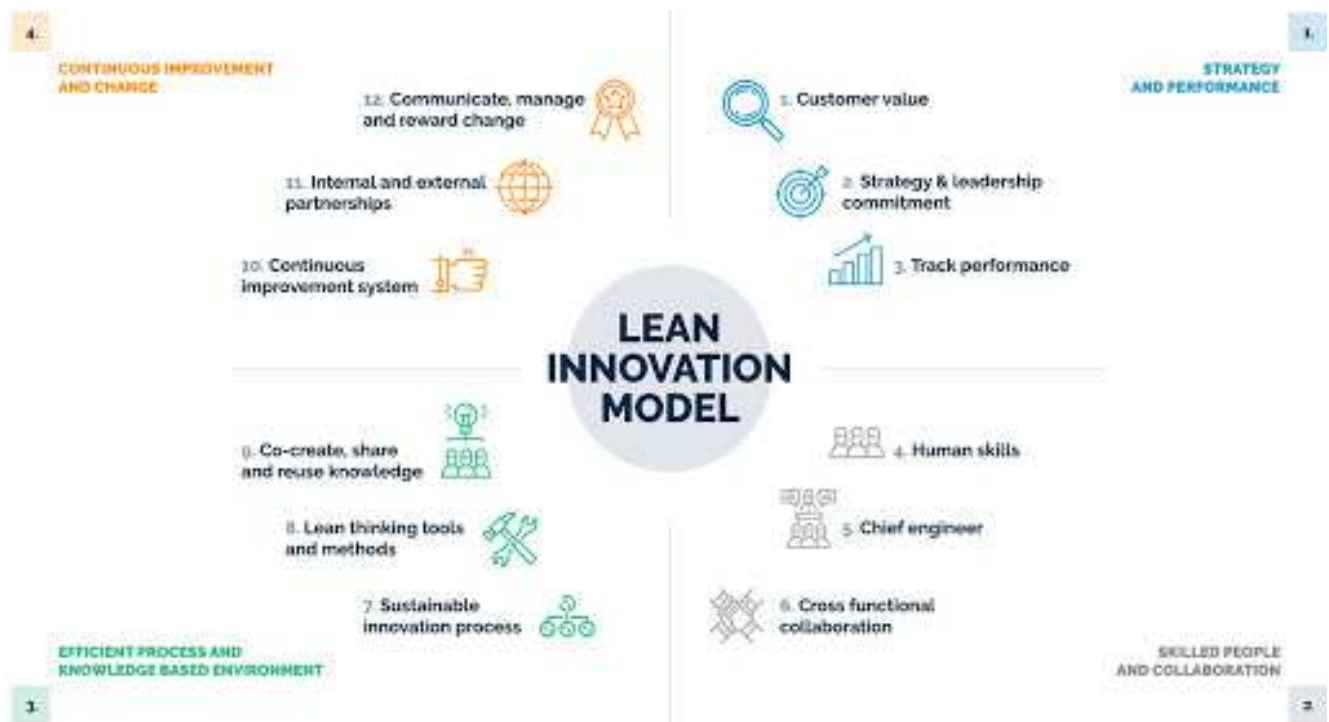 4.
CONTINUOUS IMPROVEMENT
AND CHANGE
12. Communicate, manage
and reward change
11. Internal and external
partnerships
10. Continuous
improvement system
1.
STRATEGY
AND PERFORMANCE
1. Customer value
2. Strategy & leadership
commitment
3. Track performance
LEAN
INNOVATION
MODEL
9. Co-create, share
and reuse knowledge
8. Lean thinking tools
and methods
7. Sustainable
innovation process
EFFICIENT PROCESS AND
KNOWLEDGE BASED ENVIRONMENT
3.
4. Human skills
5. Chief engineer
6. Cross functional
collaboration
SKILLED PEOPLE
AND COLLABORATION
2.